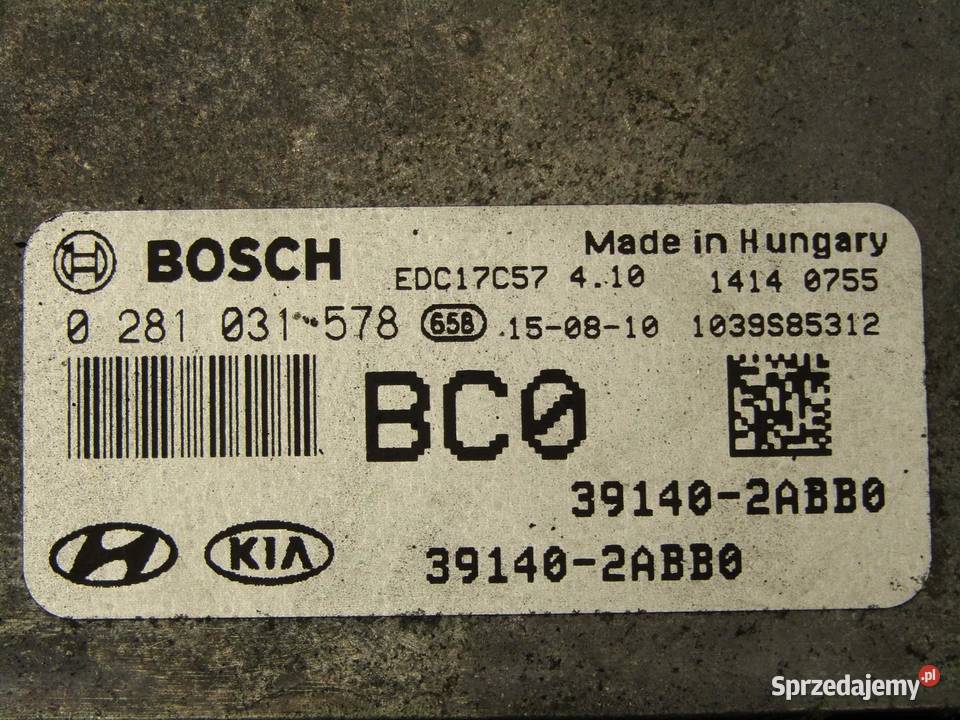 BOSCH
Made in Hungary
EDC17C57 4.10 1414 0755
0 281 031 578 65B 15-08-10 1039S85312
BC0
39140-2ABB0
KIA
39140-2ABB0
Sprzedajemy.pl